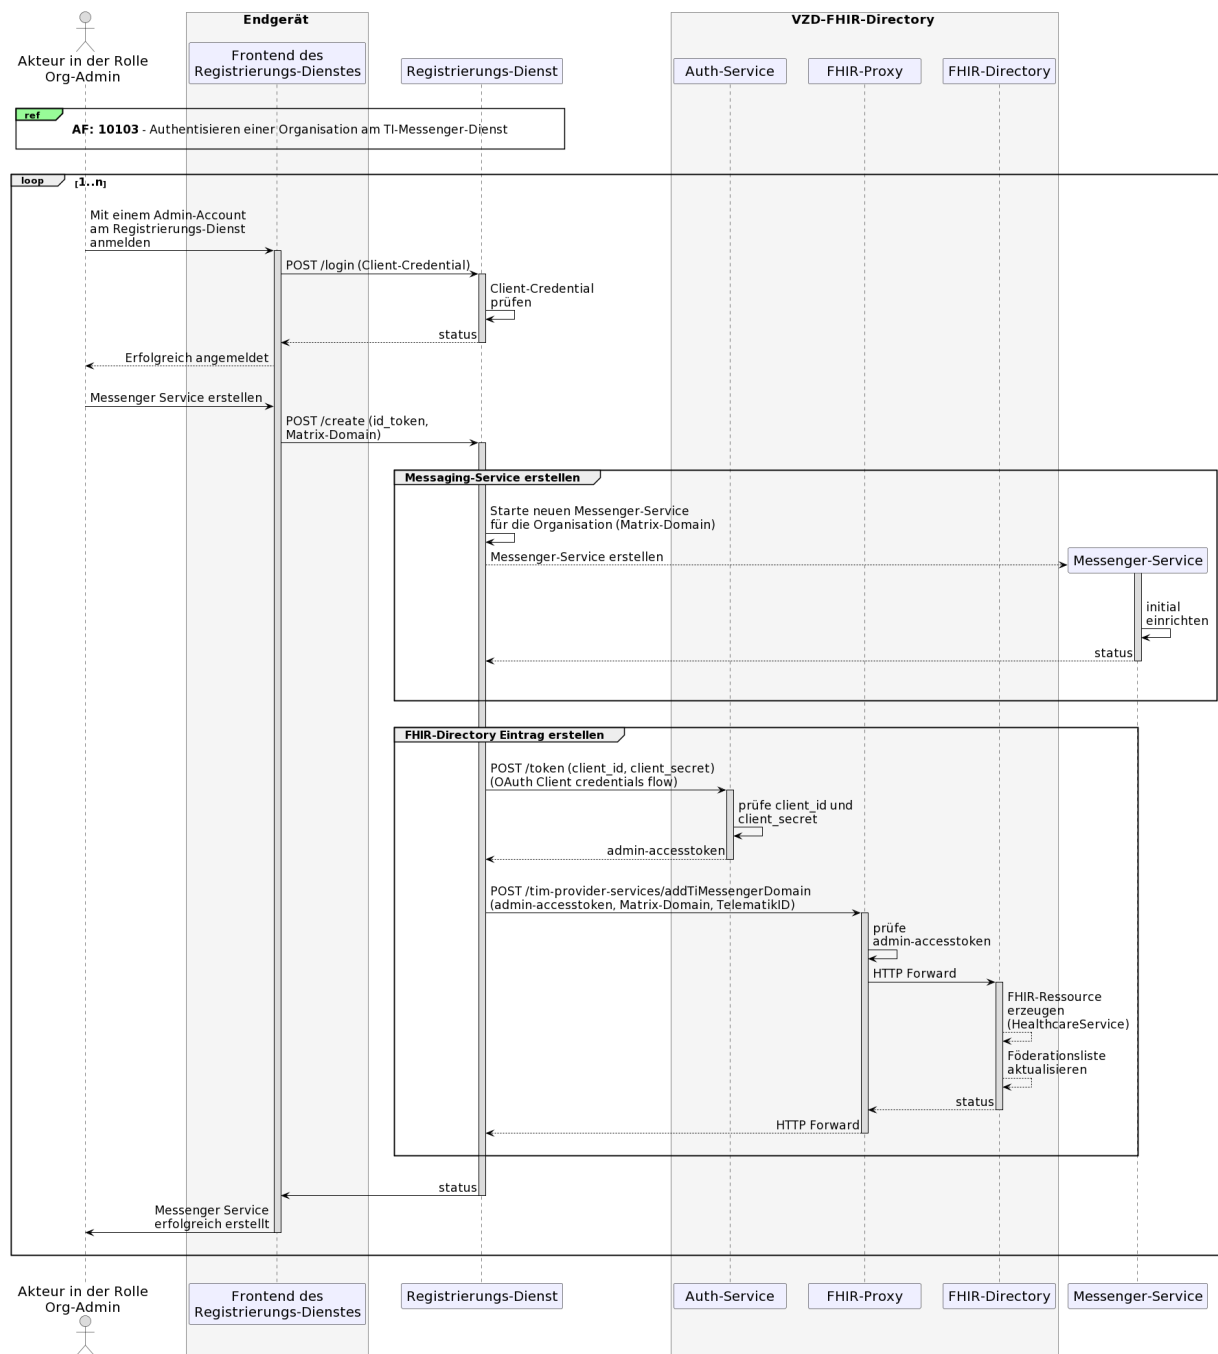 Endgerät
VZD-FHIR-Directory
Akteur in der Rolle
Org-Admin
Frontend des
Registrierungs-Dienstes
Registrierungs-Dienst
Auth-Service
FHIR-Proxy
FHIR-Directory
ref
AF: 10103 - Authentisieren einer Organisation am TI-Messenger-Dienst
loop
[1..n]
Mit einem Admin-Account
am Registrierungs-Dienst
anmelden
POST /login (Client-Credential)
Client-Credential
prüfen
status
Erfolgreich angemeldet
Messenger Service erstellen
POST /create (id_token,
Matrix-Domain)
Messaging-Service erstellen
Starte neuen Messenger-Service
für die Organisation (Matrix-Domain)
Messenger-Service erstellen
Messenger-Service
initial
einrichten
status
FHIR-Directory Eintrag erstellen
POST /token (client_id, client_secret)
(OAuth Client credentials flow)
prüfe client_id und
client_secret
admin-accesstoken
POST /tim-provider-services/addTiMessengerDomain
(admin-accesstoken, Matrix-Domain, TelematikID)
prüfe
admin-accesstoken
HTTP Forward
FHIR-Ressource
erzeugen
(HealthcareService)
Föderationsliste
aktualisieren
status
HTTP Forward
status
Messenger Service
erfolgreich erstellt
Akteur in der Rolle
Org-Admin
Frontend des
Registrierungs-Dienstes
Registrierungs-Dienst
Auth-Service
FHIR-Proxy
FHIR-Directory
Messenger-Service